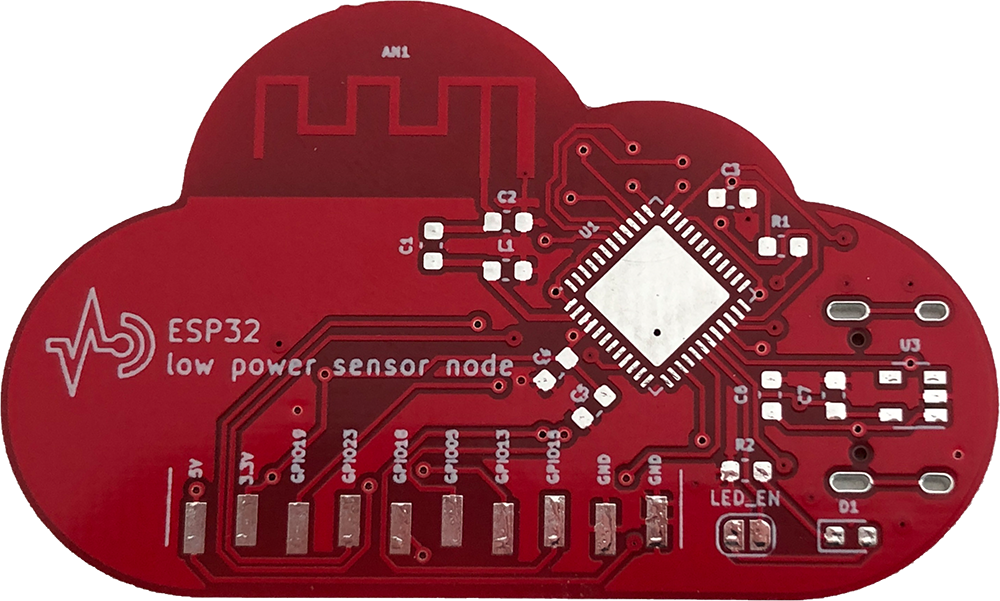 AN1
C2
C3
U1
R1
C1
L1
ESP32
low power sensor node
U3
C4
C5
C6
C7
5V
3.3V
GPIO19
GPIO23
GPIO18
GPIO05
GPIO13
GPIO15
GND
GND
R2
LED_EN
D1